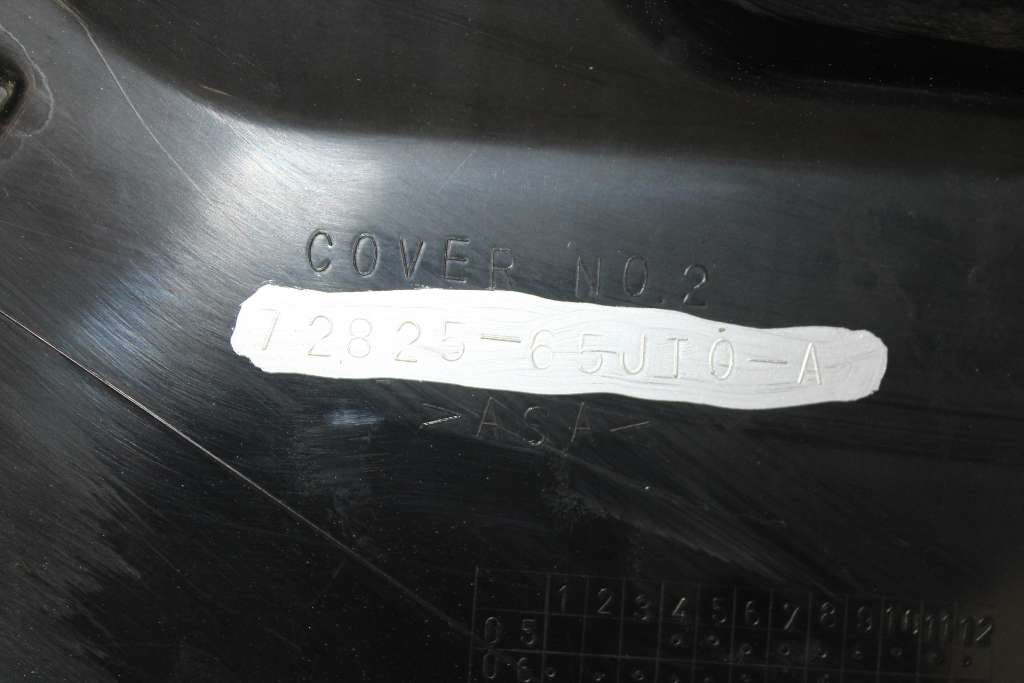 COVER NO.2
72825-65JT0-A
>ASA<
1 2 3 4 5 6 7 8 9 10 11 12
05
06